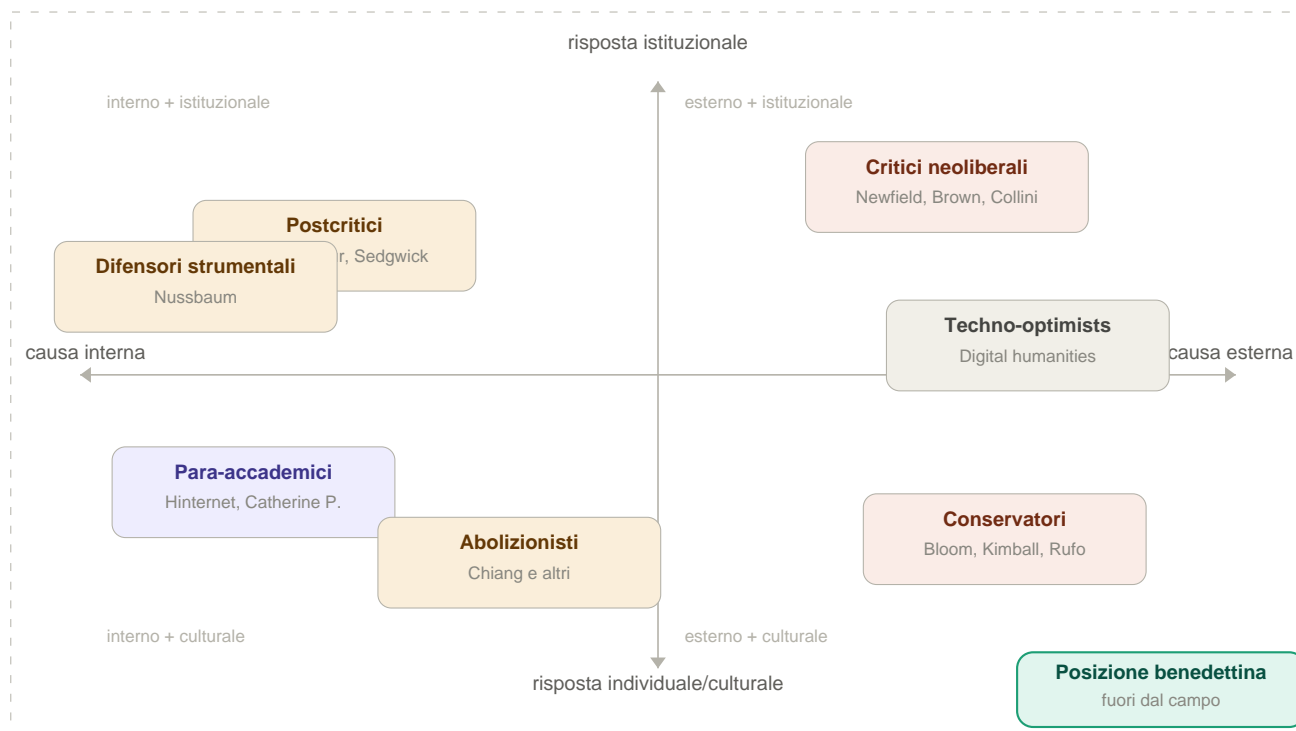 risposta istituzionale
interno + istituzionale
esterno + istituzionale
Critici neoliberali
Newfield, Brown, Collini
Postcritici
Sedgwick
Difensori strumentali
Nussbaum
Techno-optimists
Digital humanities
causa interna
causa esterna
Para-accademici
Hinternet, Catherine P.
Abolizionisti
Chiang e altri
Conservatori
Bloom, Kimball, Rufo
interno + culturale
esterno + culturale
risposta individuale/culturale
Posizione benedettina
fuori dal campo